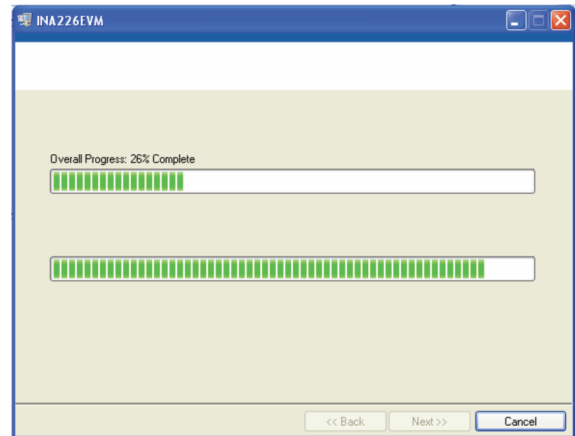 INA226EVM
Overall Progress: 26% Complete
<< Back Next >> Cancel